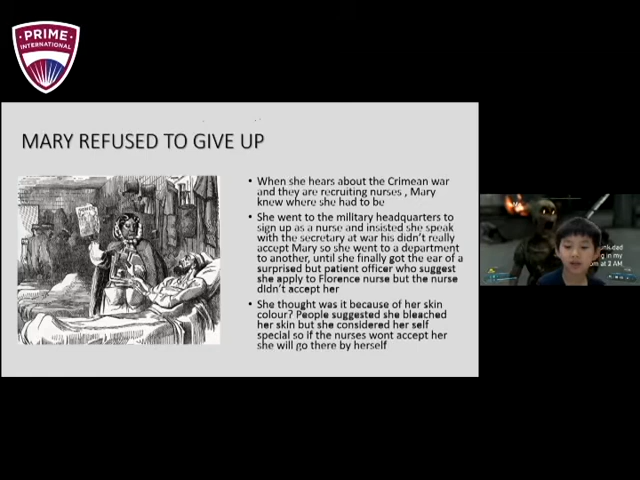 PRIME
INTERNATIONAL
MARY REFUSED TO GIVE UP
• When she hears about the Crimean war
and they are recruiting nurses , Mary
knew where she had to be
• She went to the military headquarters to
sign up as a nurse and insisted she speak
with the secretary at war his didn't really
accept Mary so she went to a department
to another, until she finally got the ear of a
surprised but patient officer who suggest
she apply to Florence nurse but the nurse
didn't accept her
• She thought was it because of her skin
colour? People suggested she bleached
her skin but she considered her self
special so if the nurses wont accept her
she will go there by herself
dad
in my
at 2 AM